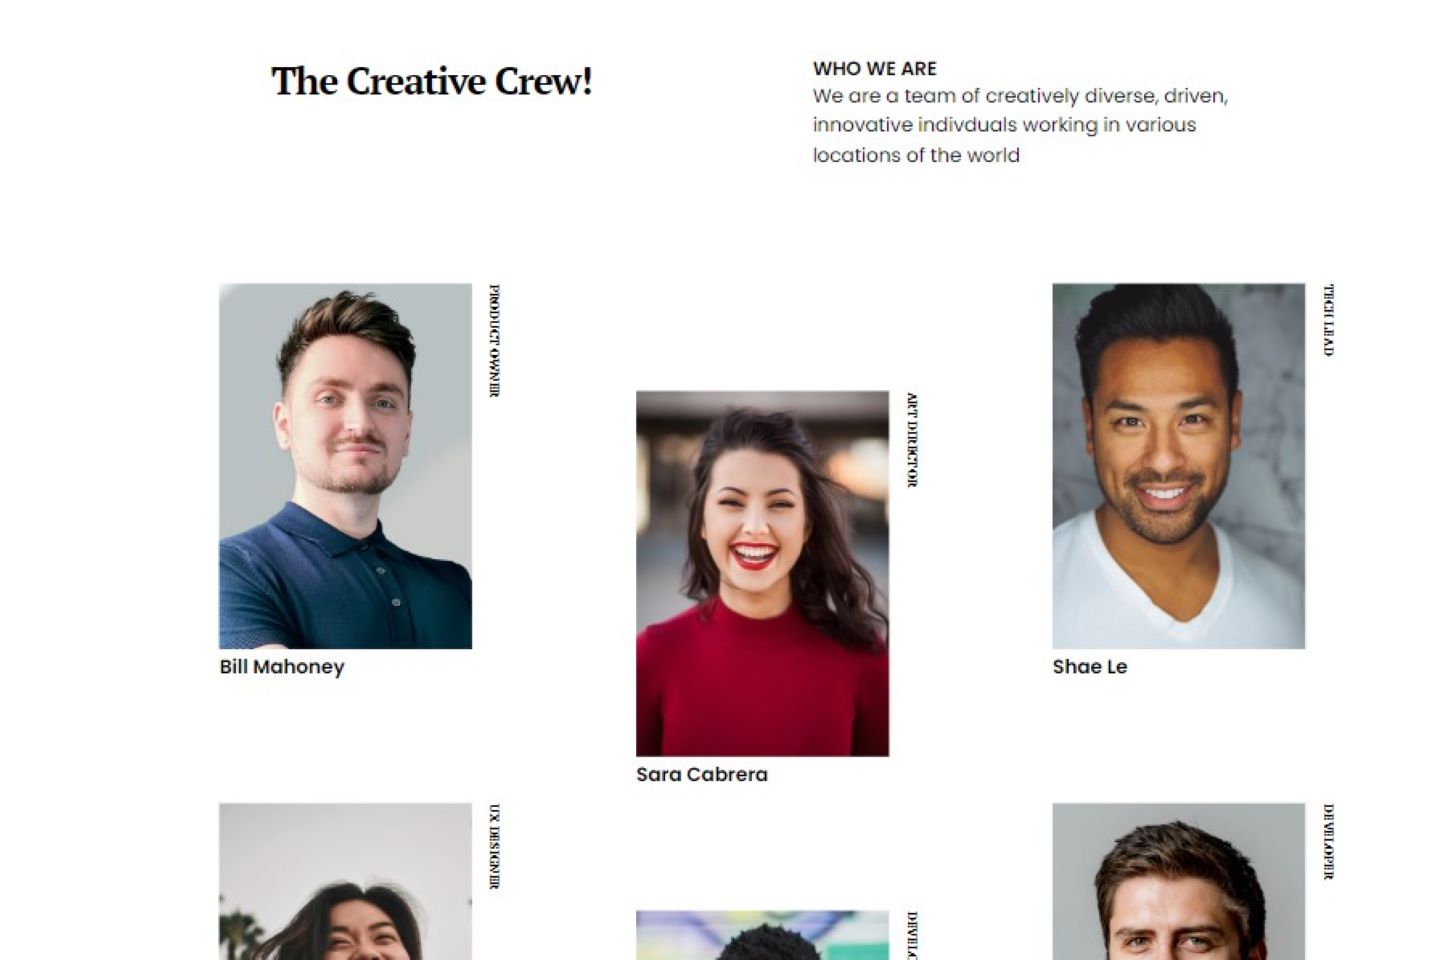 The Creative Crew!
WHO WE ARE
We are a team of creatively diverse, driven,
innovative indivduals working in various
locations of the world
PRODUCT OWNER
Bill Mahoney
ART DIRECTOR
Sara Cabrera
TECH LEAD
Shae Le
UX DESIGNER
DEVELOPER